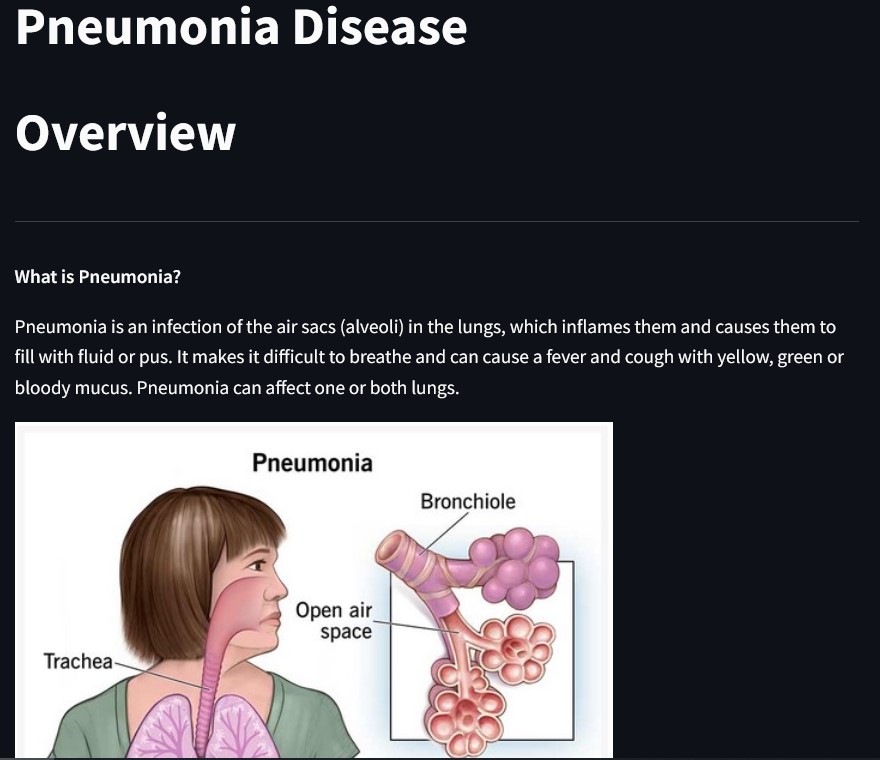 Pneumonia Disease
Overview
What is Pneumonia?
Pneumonia is an infection of the air sacs (alveoli) in the lungs, which inflames them and causes them to
fill with fluid or pus. It makes it difficult to breathe and can cause a fever and cough with yellow, green or
bloody mucus. Pneumonia can affect one or both lungs.
Pneumonia
Bronchiole
Open air
space
Trachea